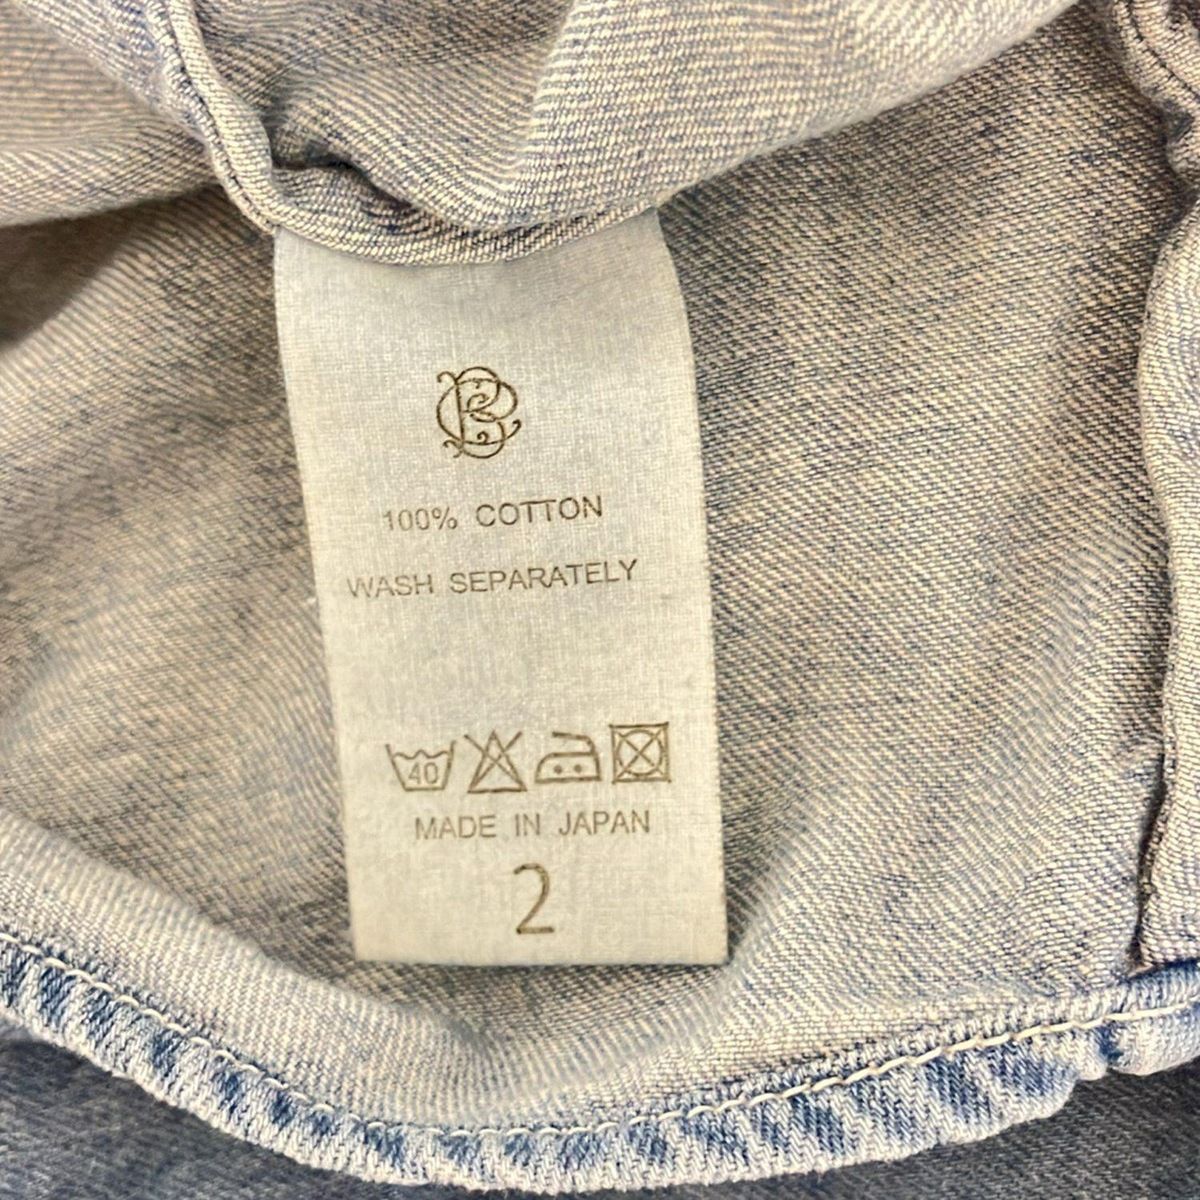 100% COTTON
WASH SEPARATELY
40
MADE IN JAPAN
2